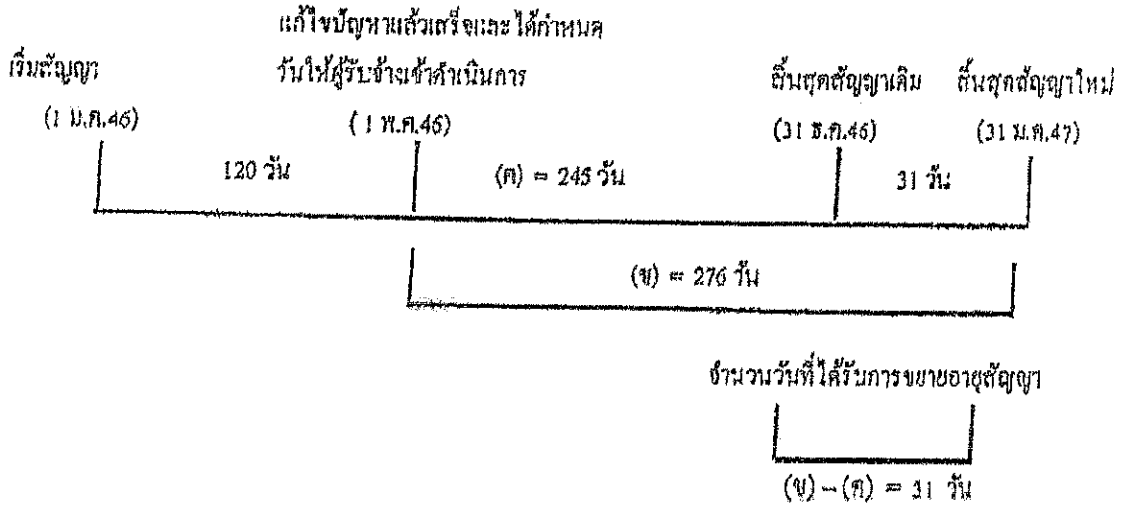 แก้ไขปัญหาแล้วเสร็จและได้กำหนด
เริ่มสัญญา วันให้ผู้รับจ้างเข้าดำเนินการ สิ้นสุดสัญญาเดิม สิ้นสุดสัญญาใหม่
(1 ม.ค.46) (1 พ.ค.46) (31 ธ.ค.46) (31 ม.ค.47)
120 วัน (ค) = 245 วัน 31 วัน
(ข) = 276 วัน
จำนวนวันที่ได้รับการขยายอายุสัญญา
(ข) – (ค) = 31 วัน